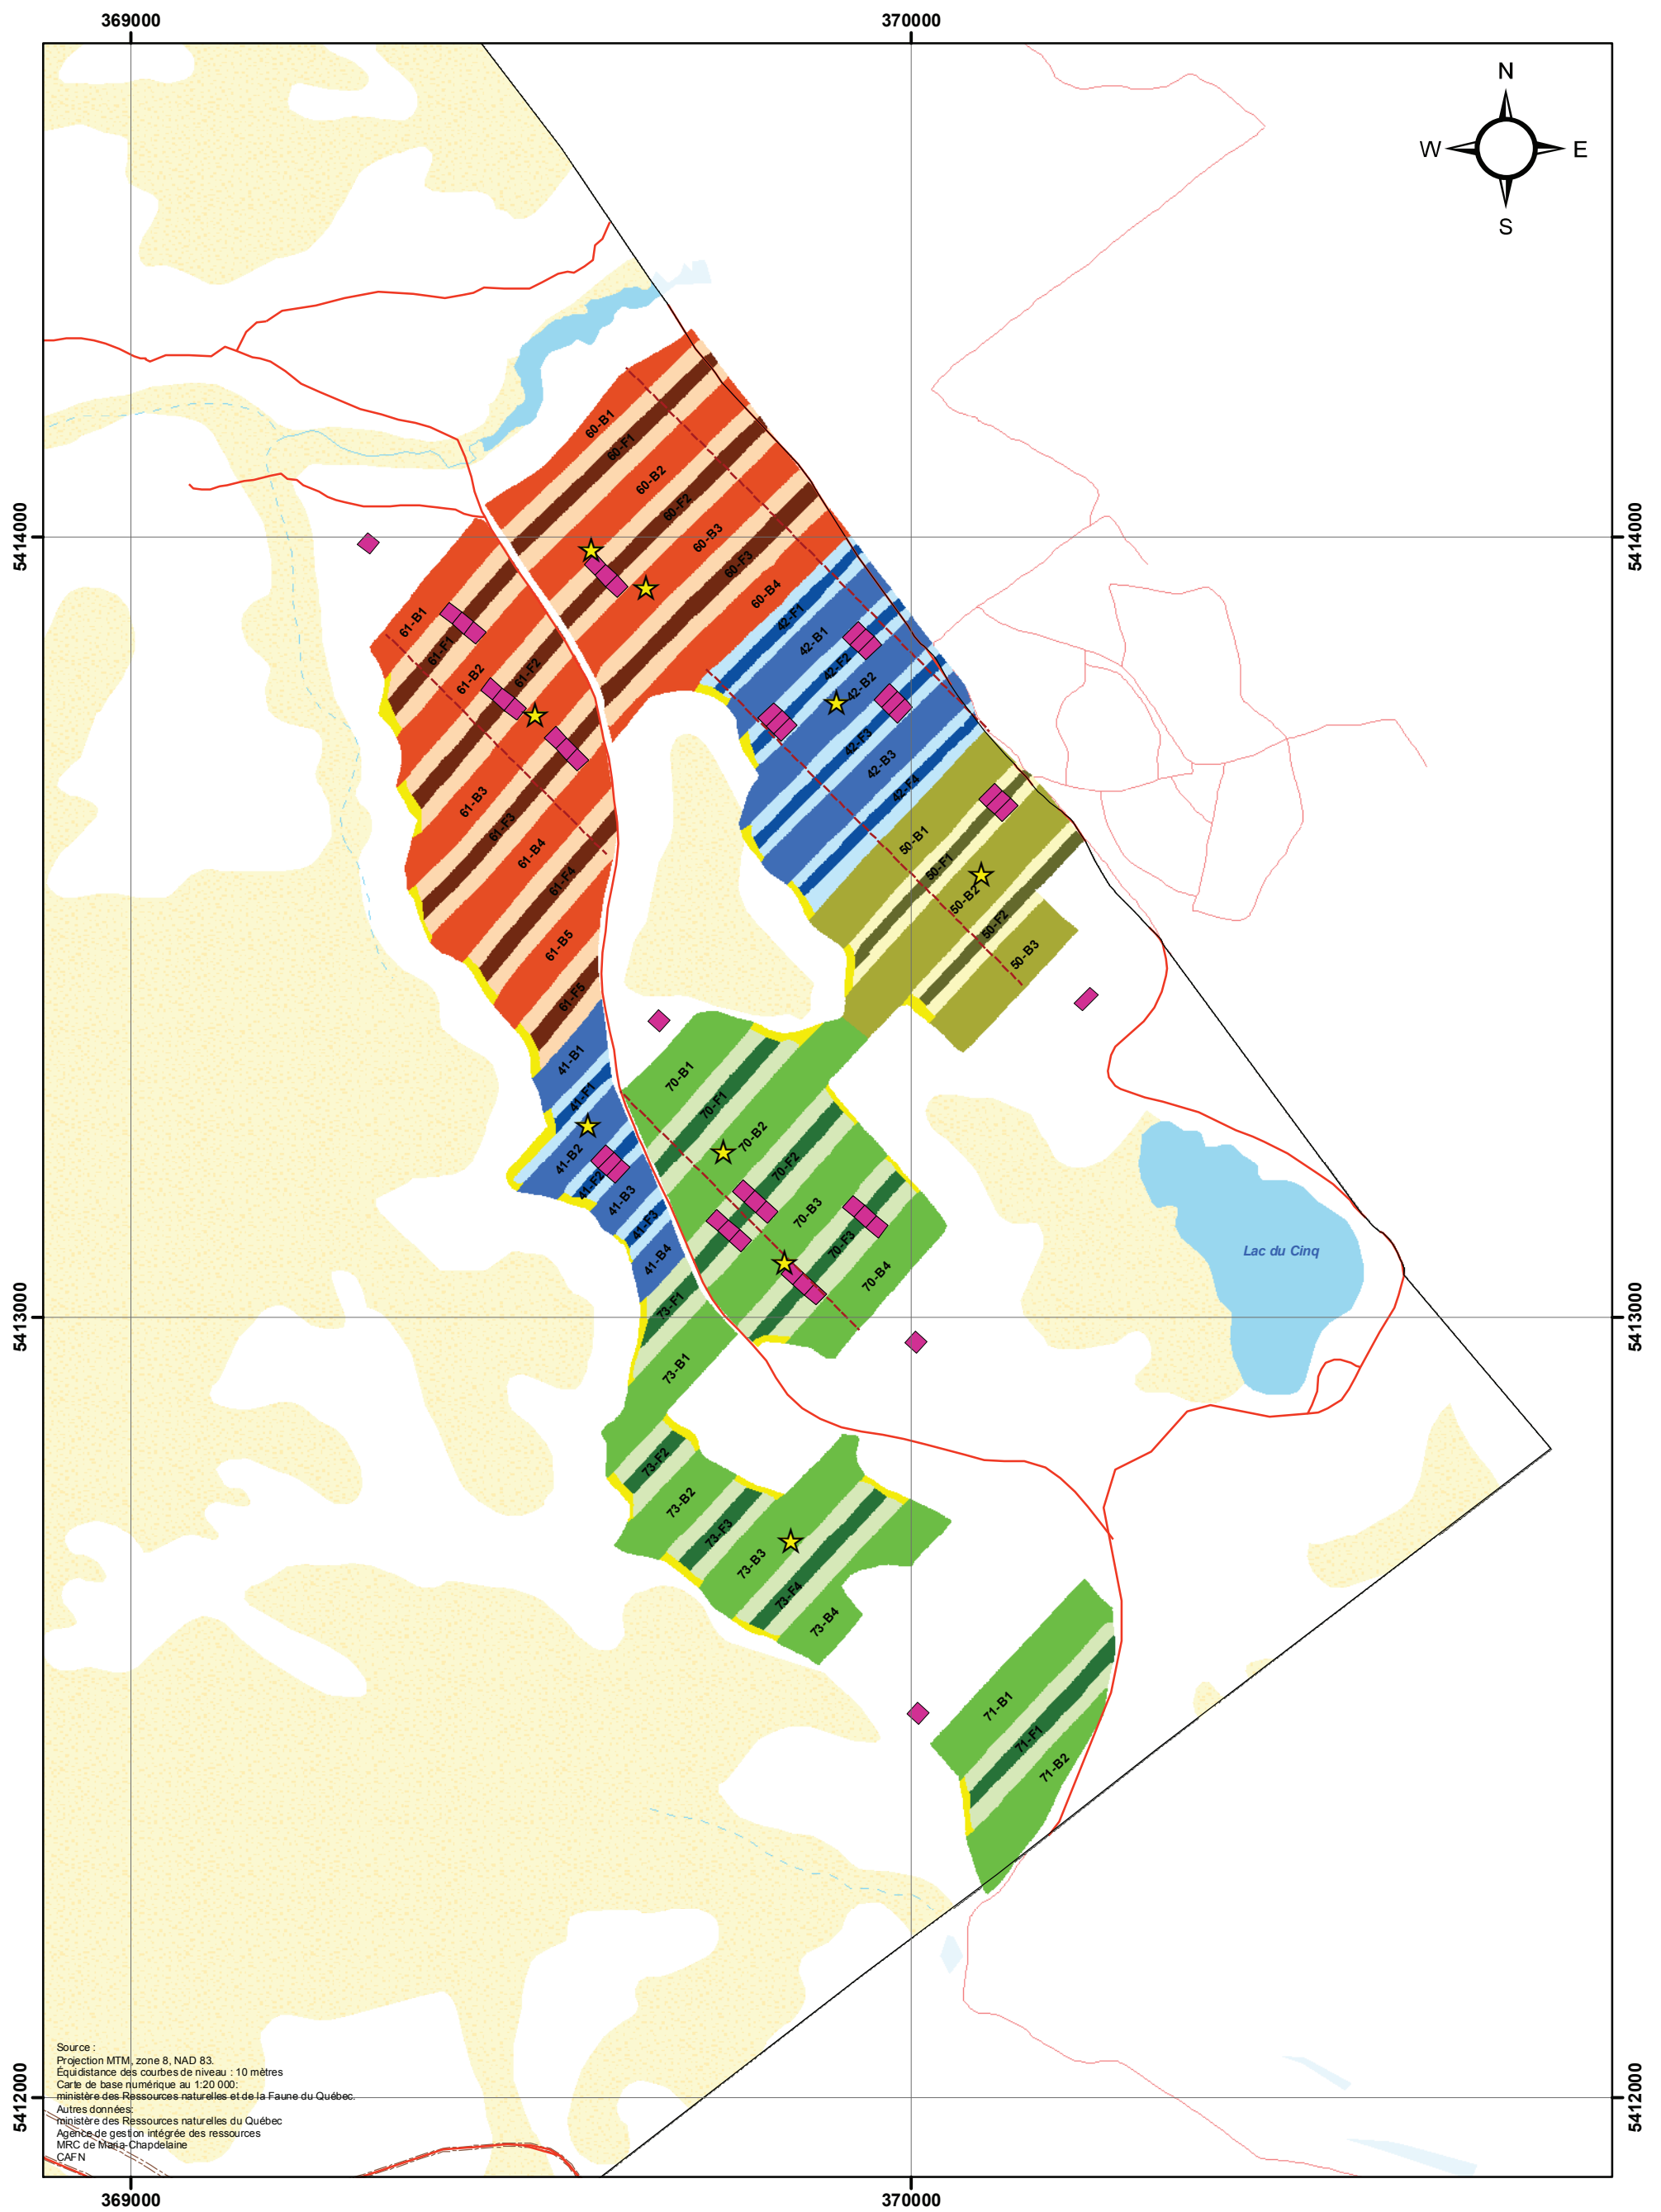 369000
370000
N
W
E
S
5414000
5414000
60-B1
60-F1
60-B2
60-F2
60-B3
60-F3
60-B4
61-B1
61-F1
61-B2
61-F2
61-B3
61-F3
61-B4
61-F4
61-B5
61-F5
42-F1
42-B1
42-F2
42-B2
42-F3
42-B3
42-F4
50-B1
50-F1
50-B2
50-F2
50-B3
41-B1
41-F1
41-B2
41-F2
41-B3
41-F3
41-B4
70-B1
70-F1
70-B2
70-F2
70-B3
70-F3
70-B4
Lac du Cinq
5413000
5413000
73-F1
73-B1
73-F2
73-B2
73-F3
73-B3
73-F4
73-B4
71-B1
71-F1
71-B2
5412000
5412000
Source :
Projection MTM, zone 8, NAD 83.
Équidistance des courbes de niveau : 10 mètres
Carte de base numérique au 1:20 000:
ministère des Ressources naturelles et de la Faune du Québec.
Autres données:
ministère des Ressources naturelles du Québec
Agence de gestion intégrée des ressources
MRC de Maria-Chapdelaine
CAFN
369000
370000